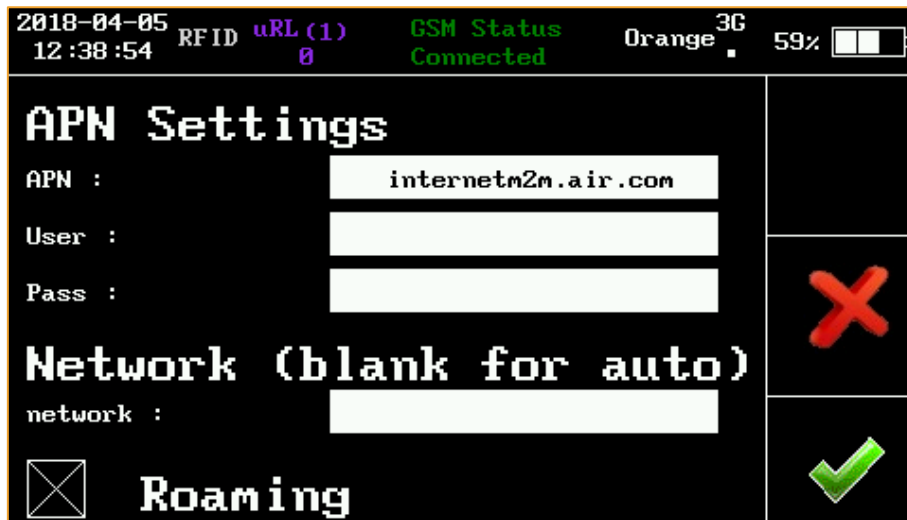 2018-04-05 RFID uRL(1) GSM Status Orange 3G 59%
12:38:54 0 Connected
APN Settings
APN : internetm2m.air.com
User :
Pass :
Network (blank for auto)
network :
Roaming